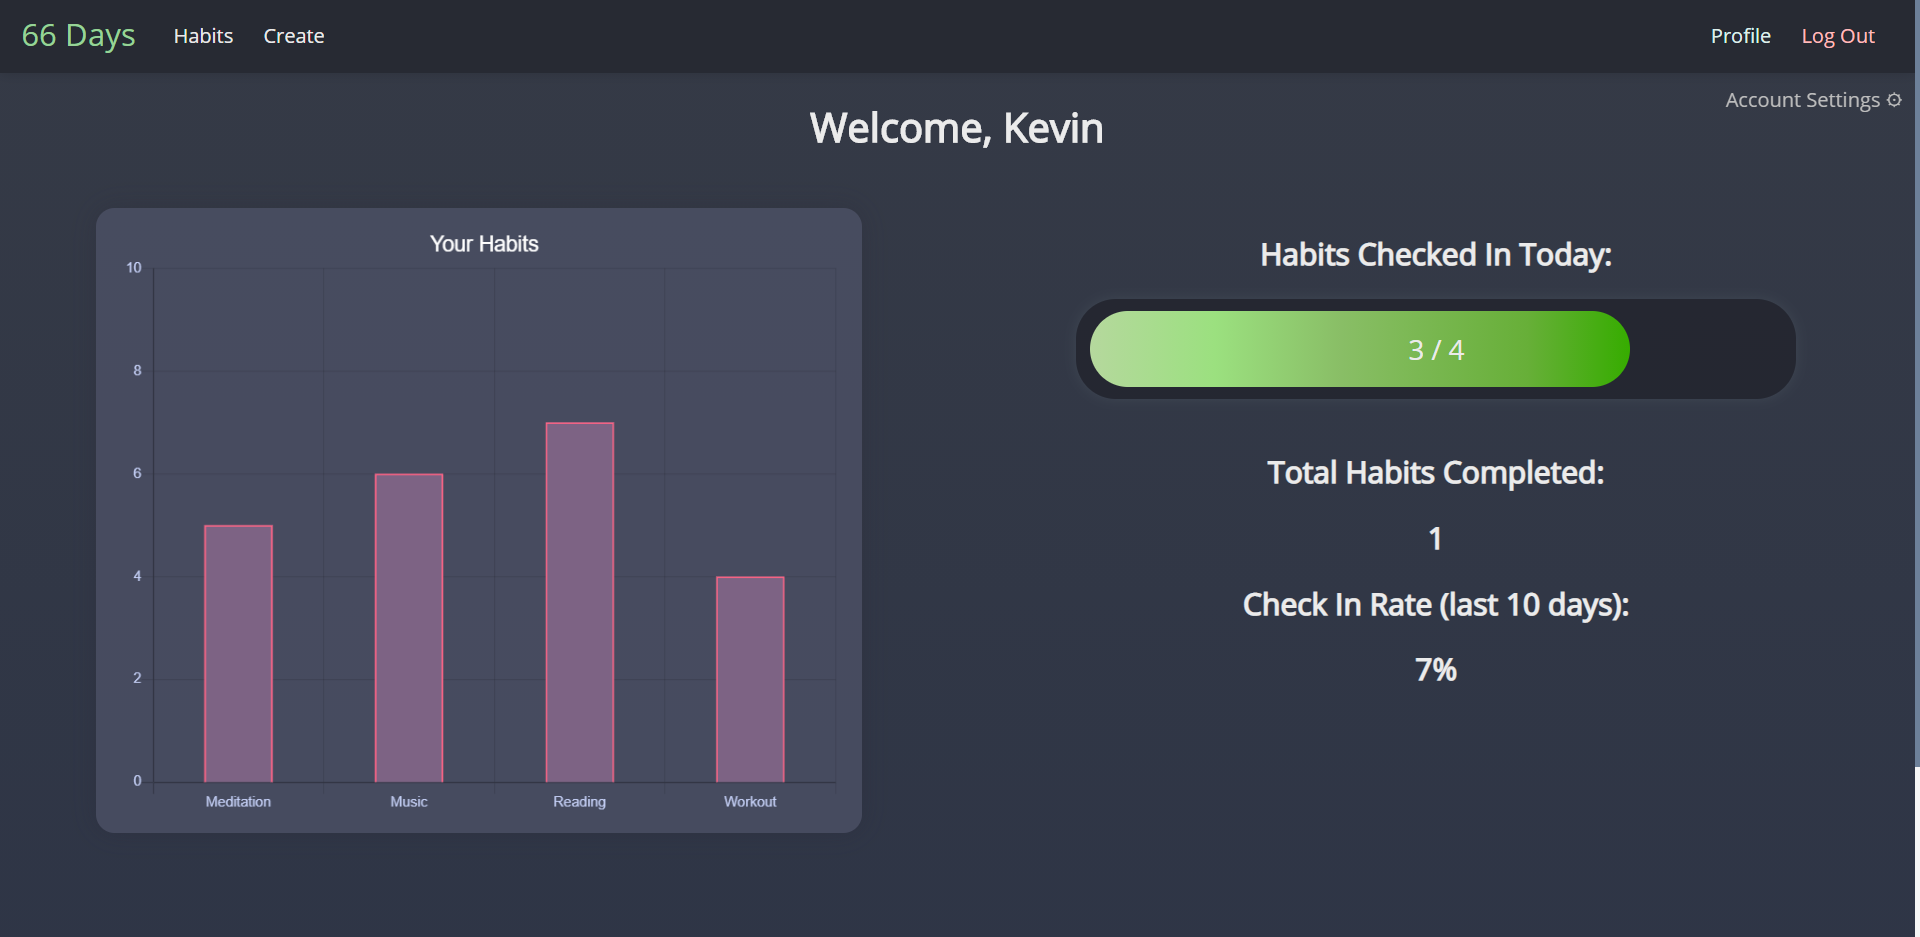 66 Days Habits Create Profile Log Out
Account Settings
Welcome, Kevin
Your Habits
10
8
6
4
2
0
Meditation Music Reading Workout
Habits Checked In Today:
3 / 4
Total Habits Completed:
1
Check In Rate (last 10 days):
7%